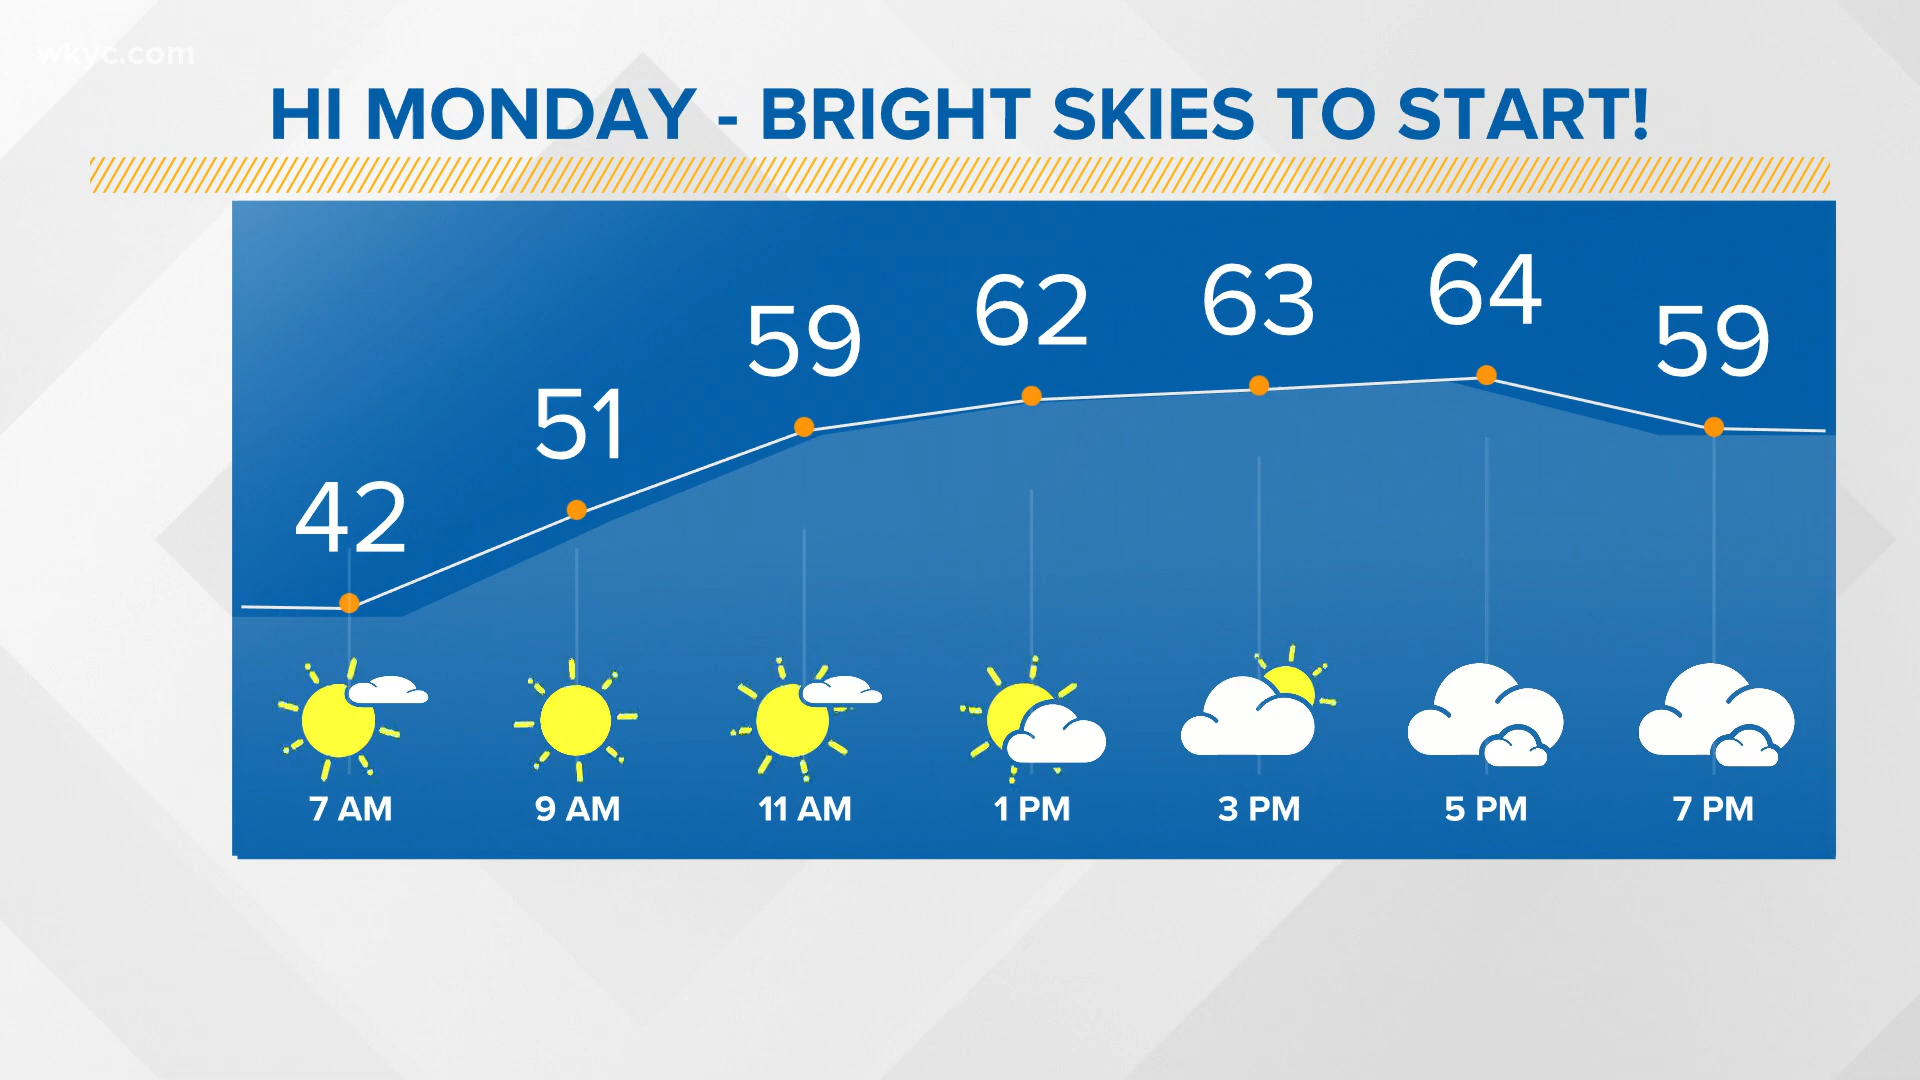 wkyc.com
HI MONDAY - BRIGHT SKIES TO START!
42 51 59 62 63 64 59
7 AM 9 AM 11 AM 1 PM 3 PM 5 PM 7 PM